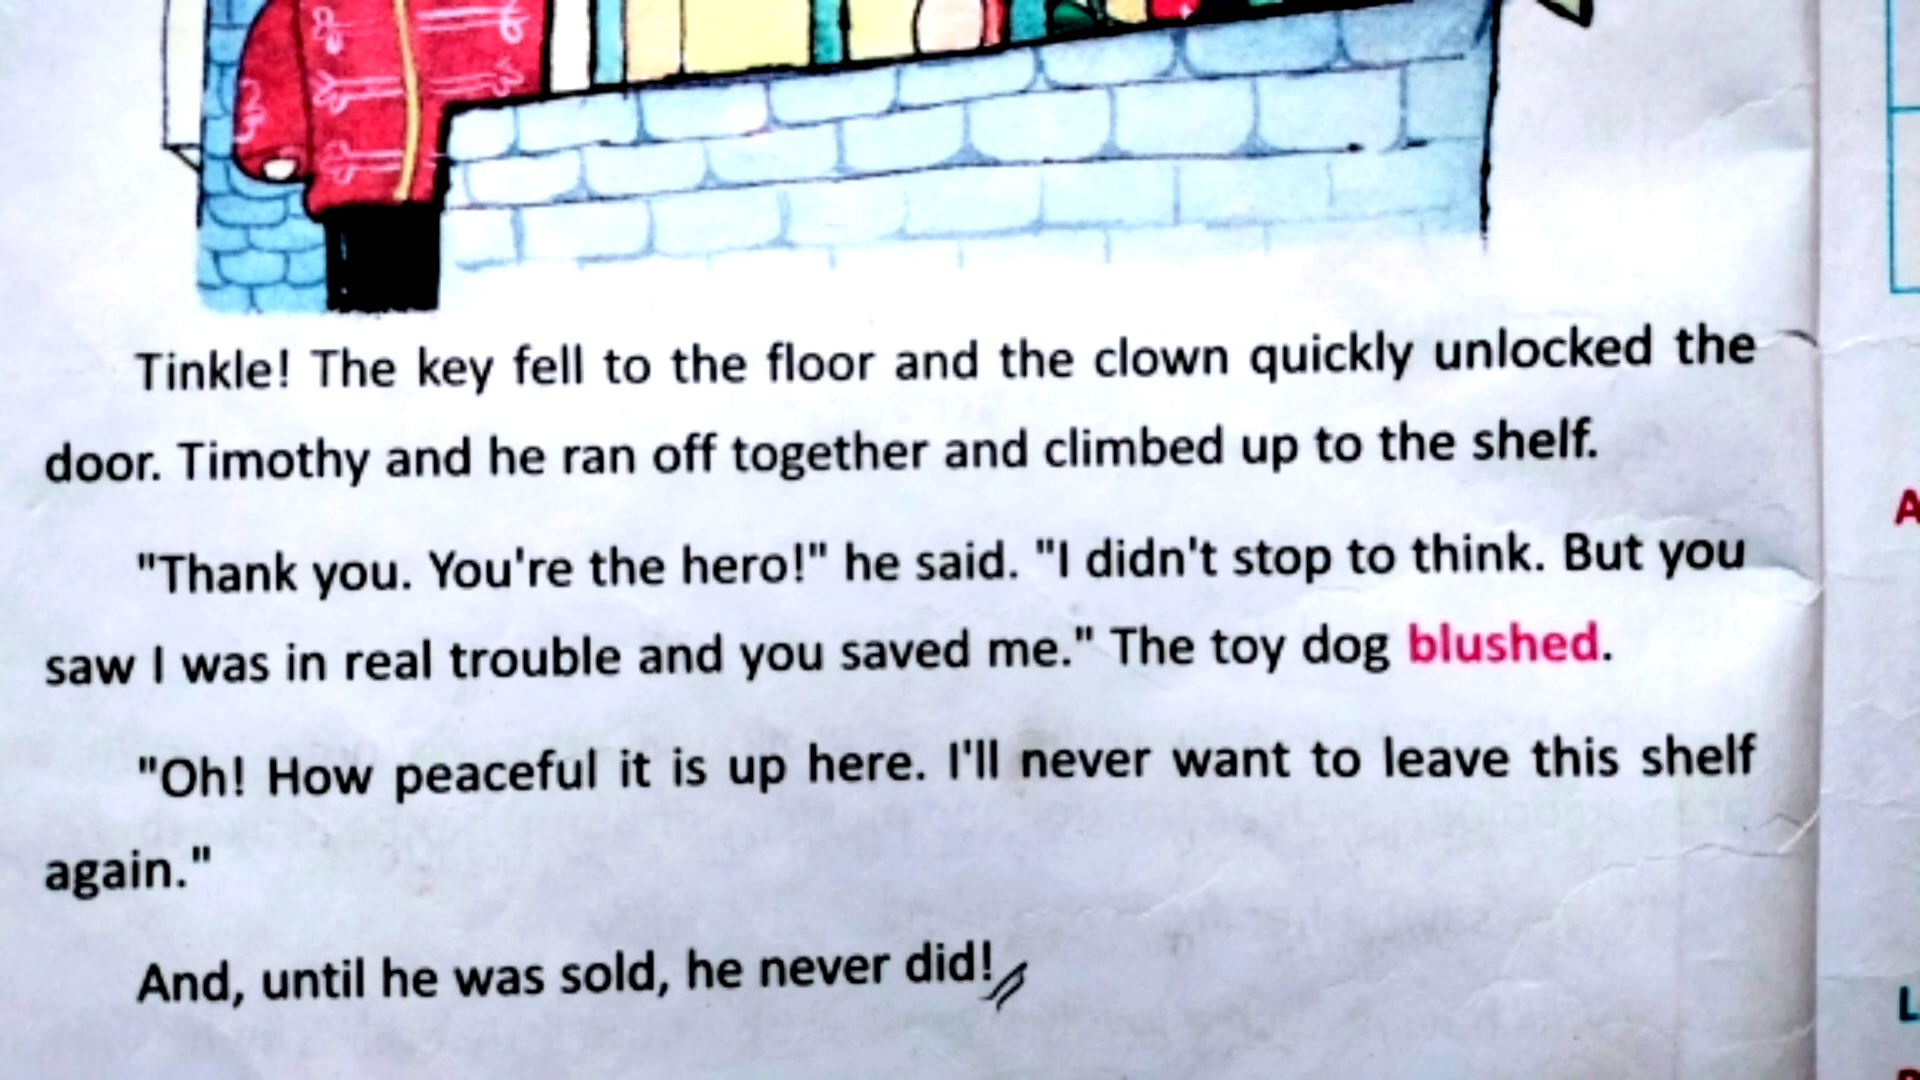 Tinkle! The key fell to the floor and the clown quickly unlocked the
door. Timothy and he ran off together and climbed up to the shelf.
"Thank you. You're the hero!" he said. "I didn't stop to think. But you
saw I was in real trouble and you saved me." The toy dog blushed.
"Oh! How peaceful it is up here. I'll never want to leave this shelf
again."
And, until he was sold, he never did!
A
L